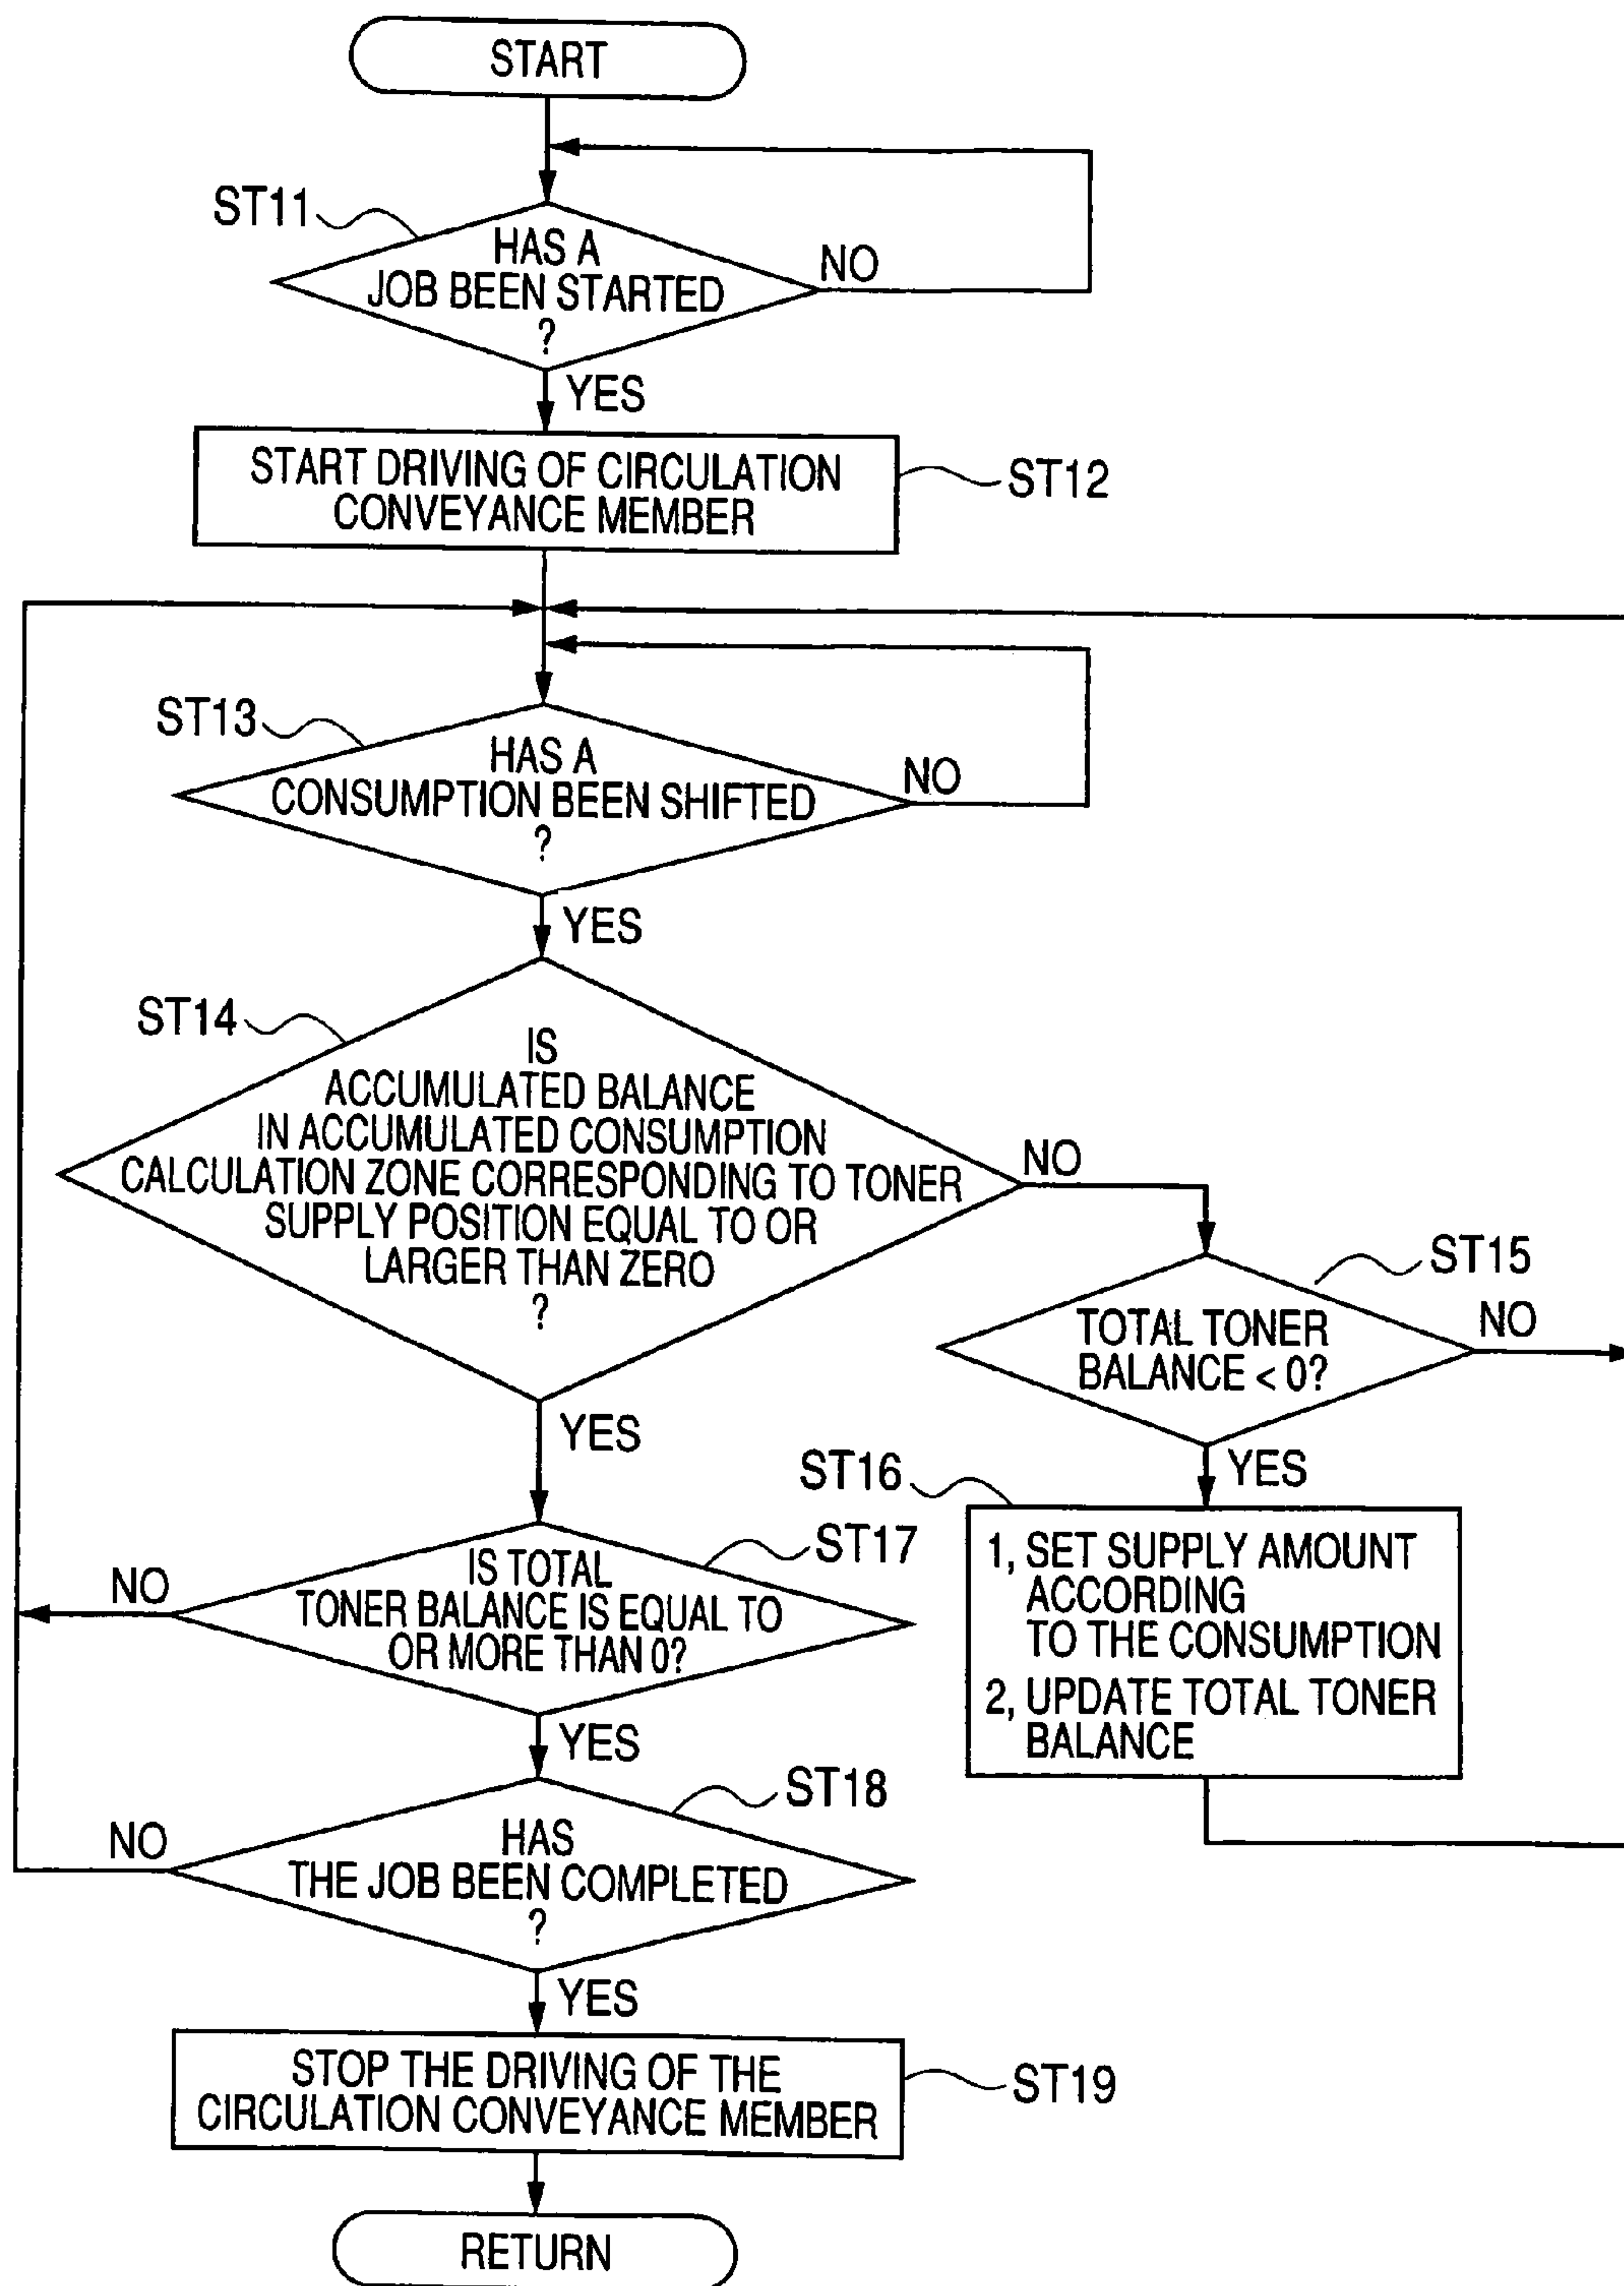 START
ST11
HAS A
JOB BEEN STARTED
?
NO
YES
START DRIVING OF CIRCULATION
CONVEYANCE MEMBER
ST12
ST13
HAS A
CONSUMPTION BEEN SHIFTED
?
NO
YES
ST14
IS
ACCUMULATED BALANCE
IN ACCUMULATED CONSUMPTION
CALCULATION ZONE CORRESPONDING TO TONER
SUPPLY POSITION EQUAL TO OR
LARGER THAN ZERO
?
NO
YES
ST15
TOTAL TONER
BALANCE < 0?
NO
YES
ST16
1, SET SUPPLY AMOUNT
ACCORDING
TO THE CONSUMPTION
2, UPDATE TOTAL TONER
BALANCE
ST17
IS TOTAL
TONER BALANCE IS EQUAL TO
OR MORE THAN 0?
NO
YES
ST18
HAS
THE JOB BEEN COMPLETED
?
NO
YES
STOP THE DRIVING OF THE
CIRCULATION CONVEYANCE MEMBER
ST19
RETURN